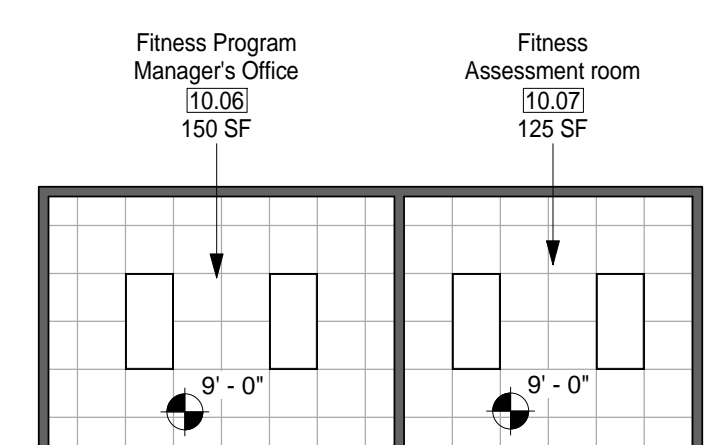 Fitness Program
Manager's Office
10.06
150 SF
Fitness
Assessment room
10.07
125 SF
9' - 0"
9' - 0"